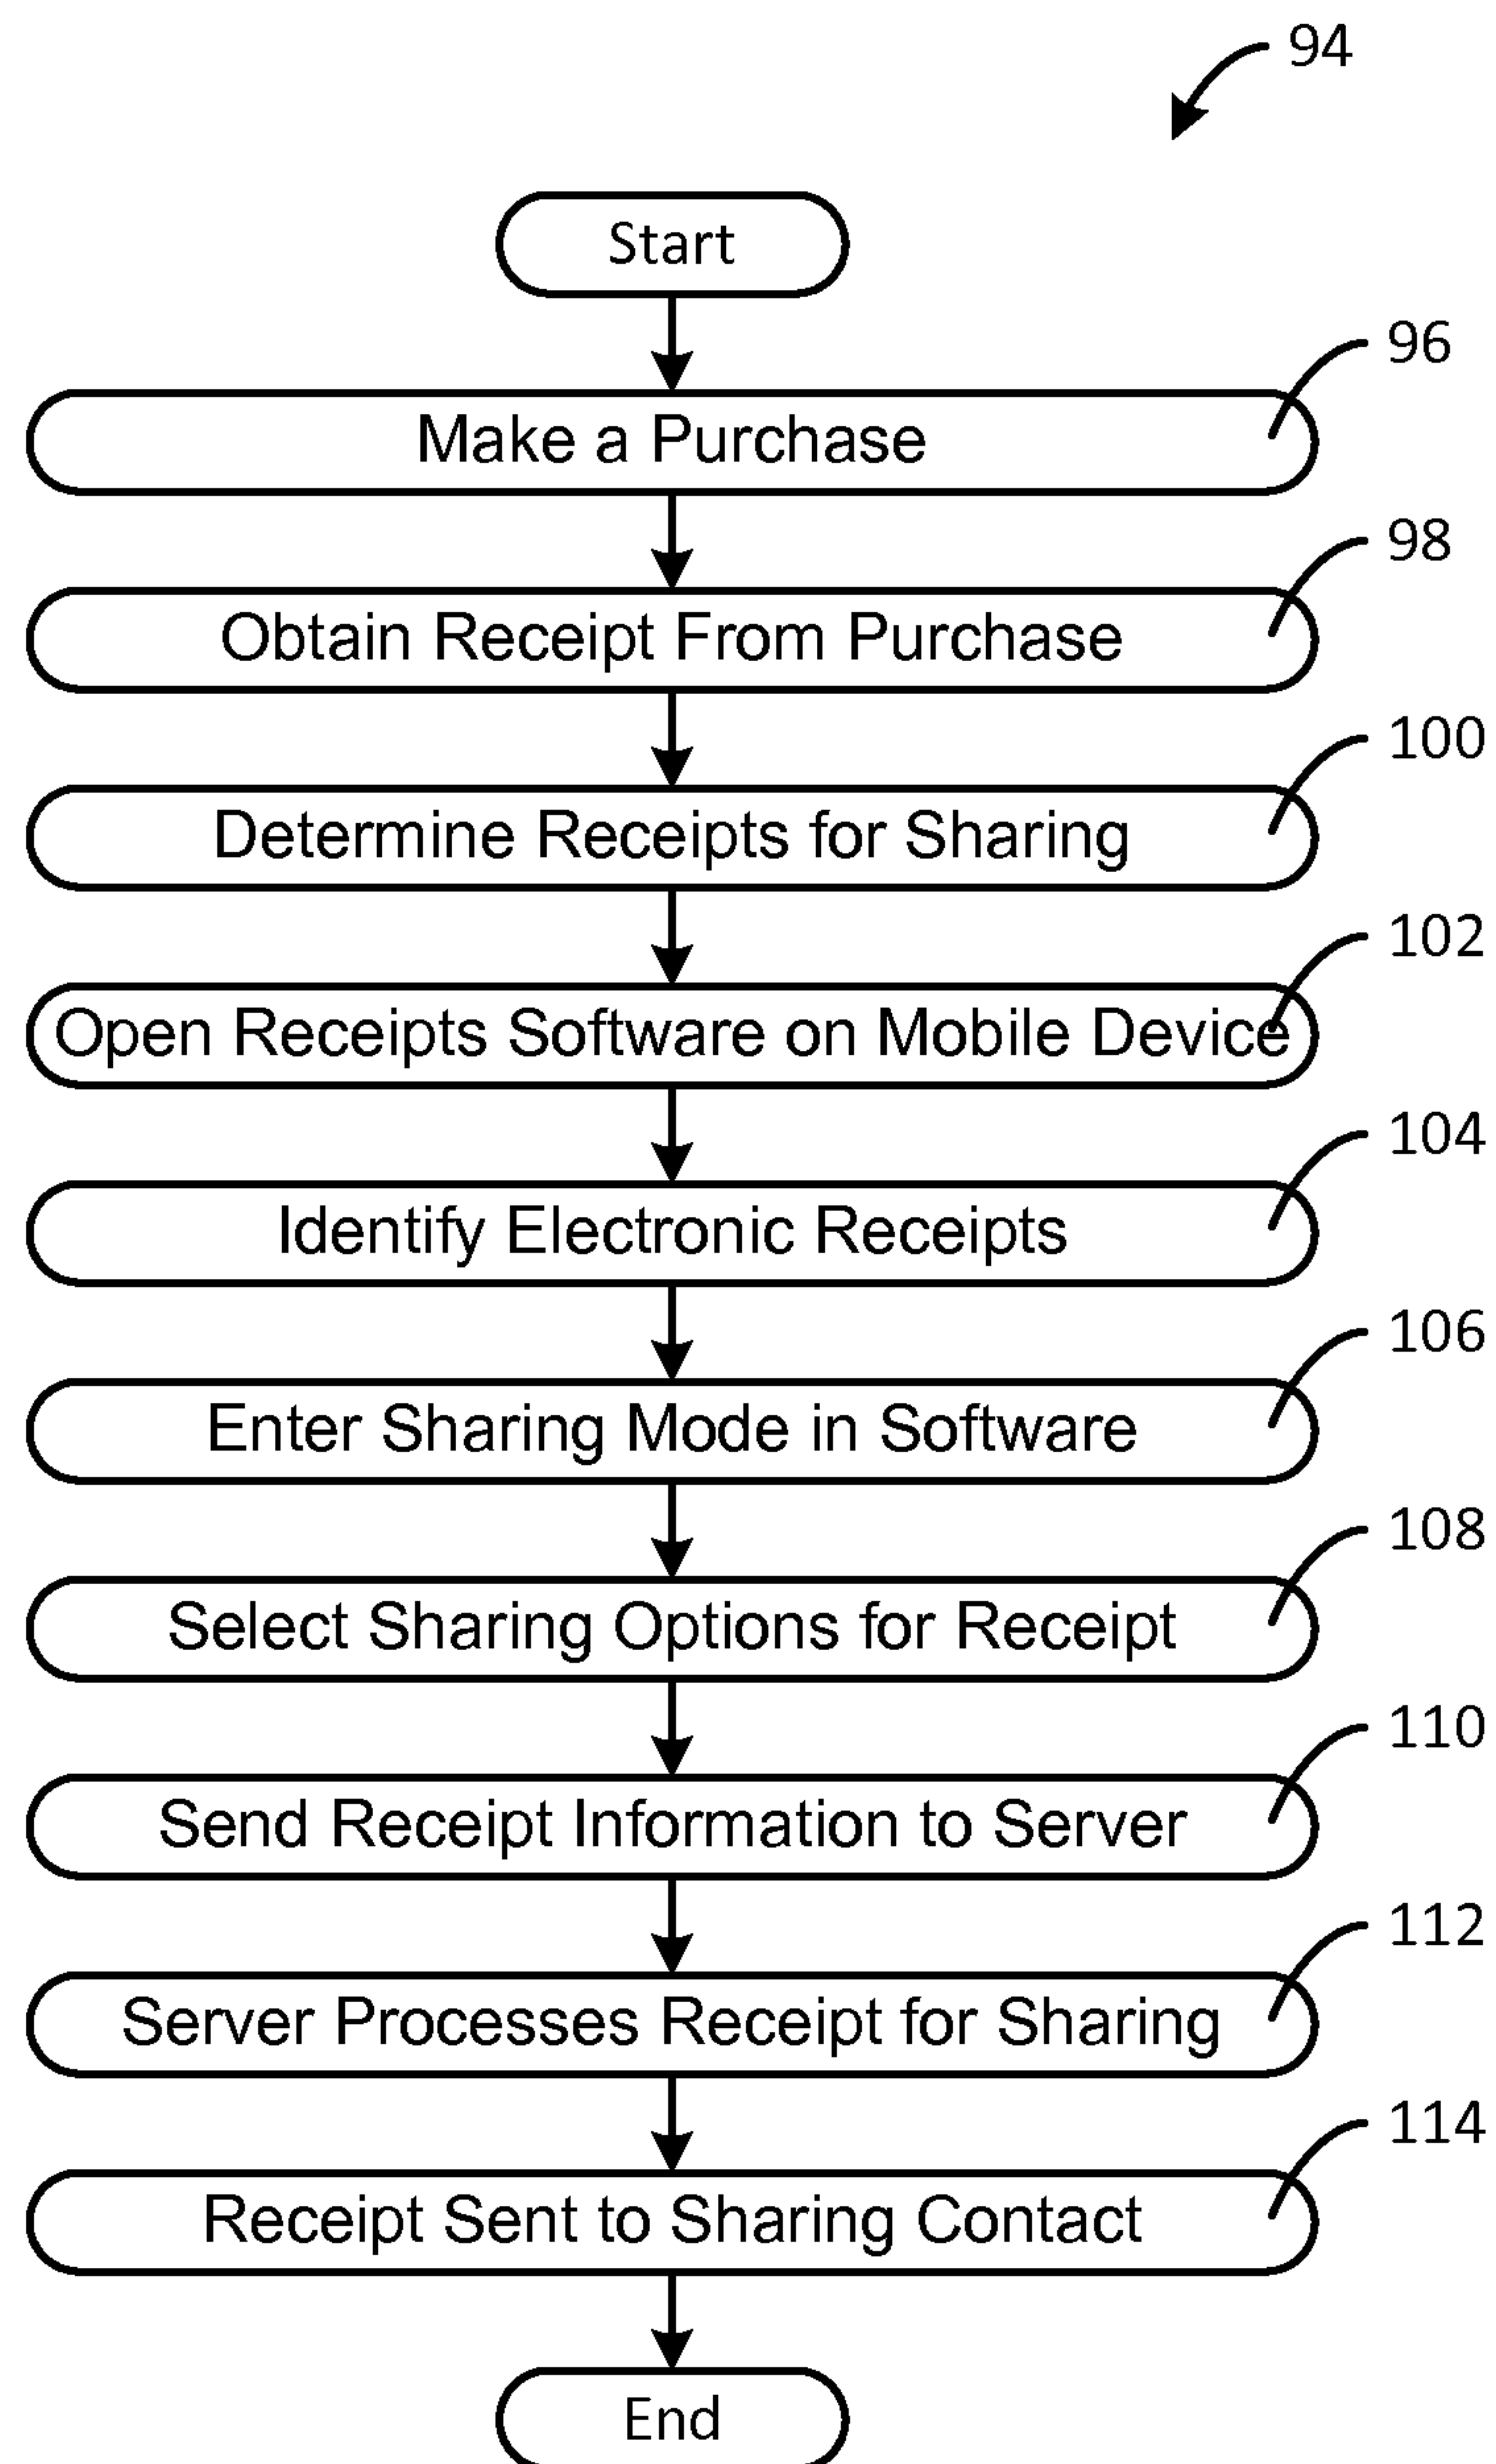 94
Start
96
Make a Purchase
98
Obtain Receipt From Purchase
100
Determine Receipts for Sharing
102
Open Receipts Software on Mobile Device
104
Identify Electronic Receipts
106
Enter Sharing Mode in Software
108
Select Sharing Options for Receipt
110
Send Receipt Information to Server
112
Server Processes Receipt for Sharing
114
Receipt Sent to Sharing Contact
End